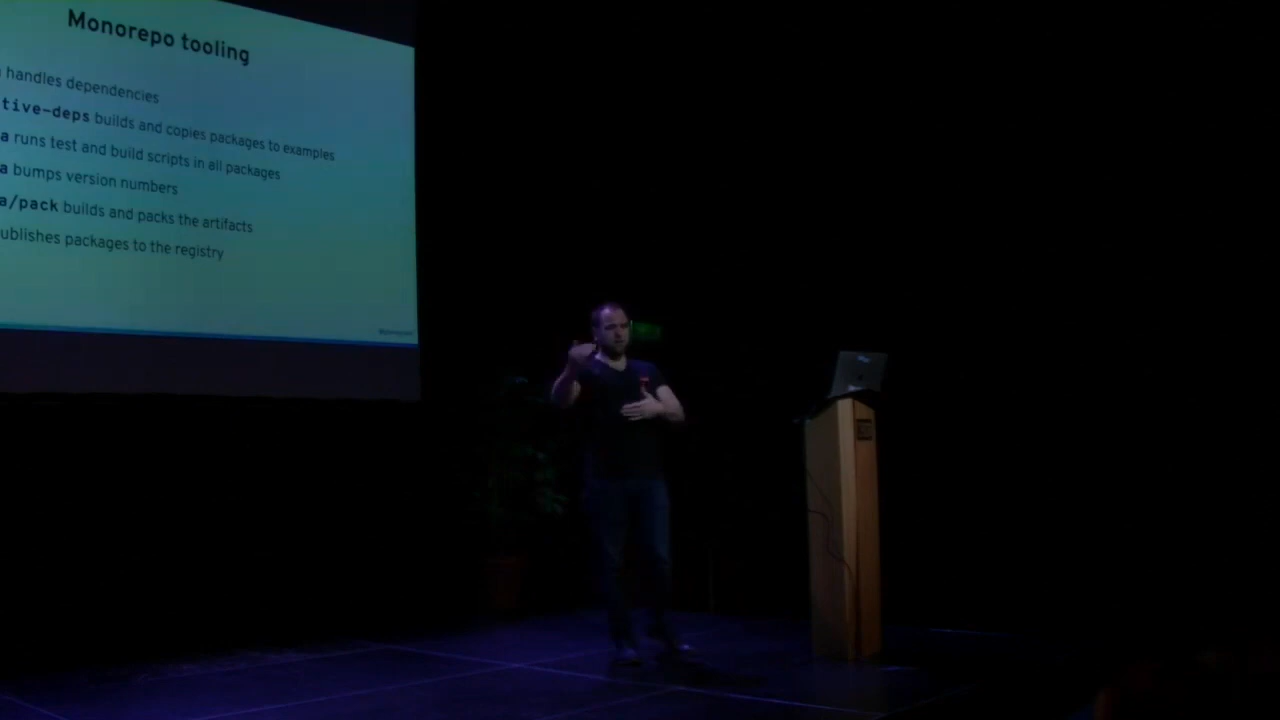 Monorepo tooling
handles dependencies
tive-deps builds and copies packages to examples
a runs test and build scripts in all packages
a bumps version numbers
a/pack builds and packs the artifacts
ublishes packages to the registry